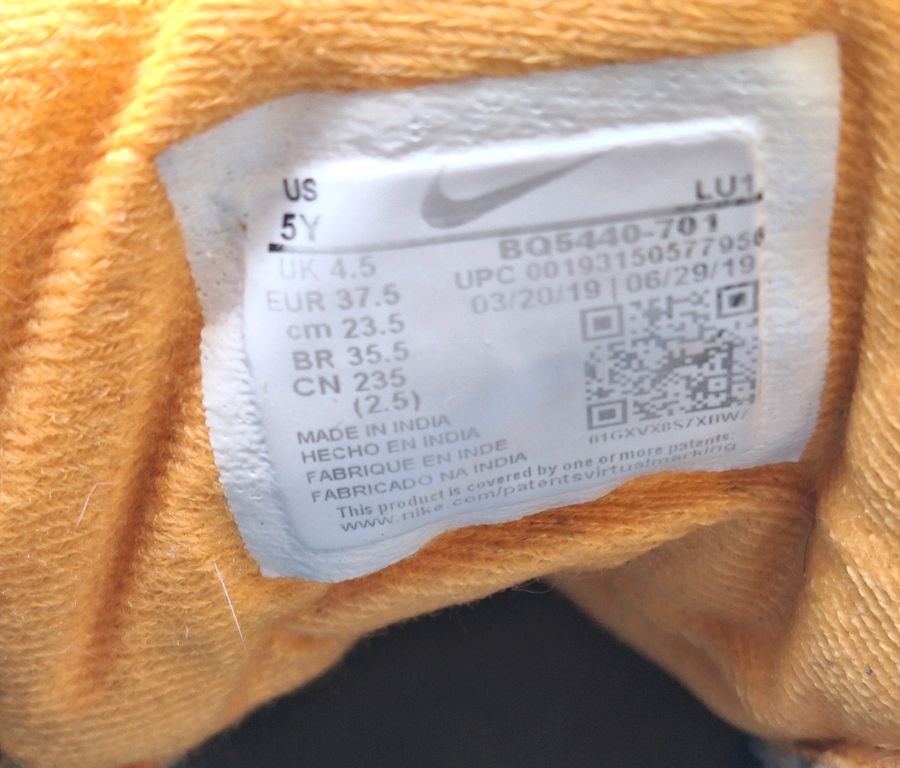 US
5Y
LU1
UK 4.5
EUR 37.5
cm 23.5
BR 35.5
CN 235
(2.5)
BQ5440-701
UPC 00193150577956
03/20/19 | 06/29/19
MADE IN INDIA
HECHO EN INDIA
FABRIQUE EN INDE
FABRICADO NA INDIA
This product is covered by one or more patents.
www.nike.com/patentsvirtualmarking